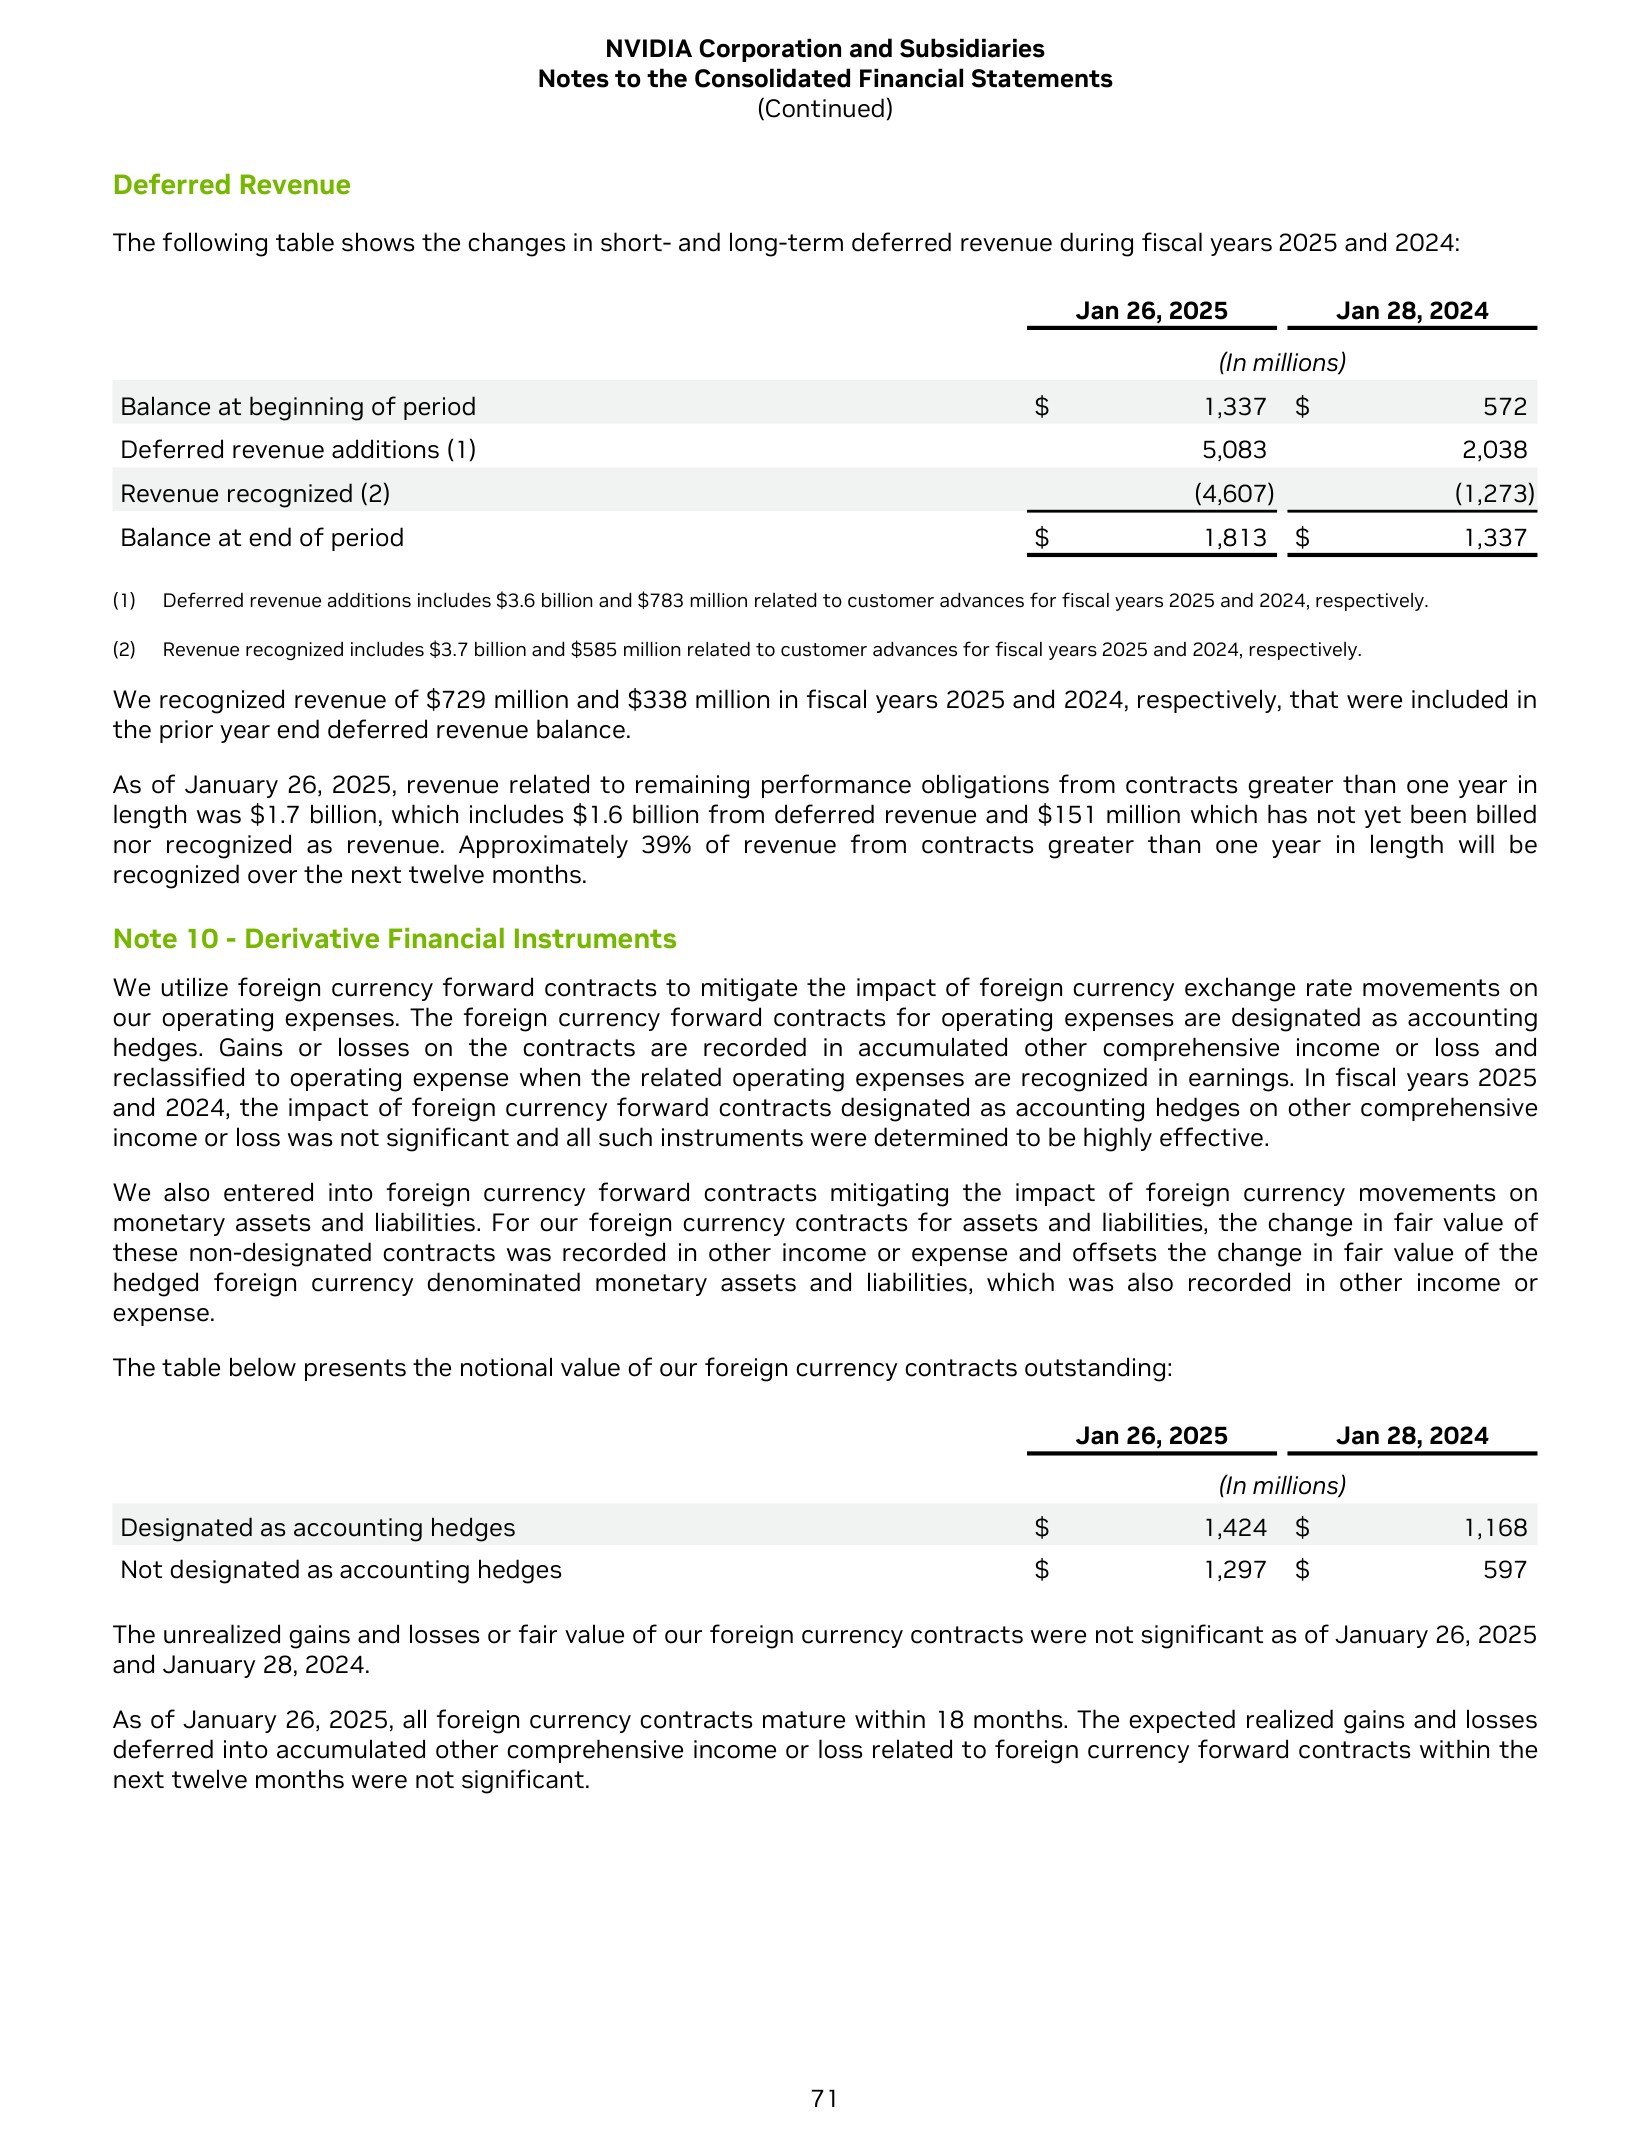 NVIDIA Corporation and Subsidiaries
Notes to the Consolidated Financial Statements
(Continued)
Deferred Revenue
The following table shows the changes in short- and long-term deferred revenue during fiscal years 2025 and 2024:
Jan 26, 2025 Jan 28, 2024
(In millions)
Balance at beginning of period $ 1,337 $ 572
Deferred revenue additions (1) 5,083 2,038
Revenue recognized (2) (4,607) (1,273)
Balance at end of period $ 1,813 $ 1,337
(1) Deferred revenue additions includes $3.6 billion and $783 million related to customer advances for fiscal years 2025 and 2024, respectively.
(2) Revenue recognized includes $3.7 billion and $585 million related to customer advances for fiscal years 2025 and 2024, respectively.
We recognized revenue of $729 million and $338 million in fiscal years 2025 and 2024, respectively, that were included in
the prior year end deferred revenue balance.
As of January 26, 2025, revenue related to remaining performance obligations from contracts greater than one year in
length was $1.7 billion, which includes $1.6 billion from deferred revenue and $151 million which has not yet been billed
nor recognized as revenue. Approximately 39% of revenue from contracts greater than one year in length will be
recognized over the next twelve months.
Note 10 - Derivative Financial Instruments
We utilize foreign currency forward contracts to mitigate the impact of foreign currency exchange rate movements on
our operating expenses. The foreign currency forward contracts for operating expenses are designated as accounting
hedges. Gains or losses on the contracts are recorded in accumulated other comprehensive income or loss and
reclassified to operating expense when the related operating expenses are recognized in earnings. In fiscal years 2025
and 2024, the impact of foreign currency forward contracts designated as accounting hedges on other comprehensive
income or loss was not significant and all such instruments were determined to be highly effective.
We also entered into foreign currency forward contracts mitigating the impact of foreign currency movements on
monetary assets and liabilities. For our foreign currency contracts for assets and liabilities, the change in fair value of
these non-designated contracts was recorded in other income or expense and offsets the change in fair value of the
hedged foreign currency denominated monetary assets and liabilities, which was also recorded in other income or
expense.
The table below presents the notional value of our foreign currency contracts outstanding:
Jan 26, 2025 Jan 28, 2024
(In millions)
Designated as accounting hedges $ 1,424 $ 1,168
Not designated as accounting hedges $ 1,297 $ 597
The unrealized gains and losses or fair value of our foreign currency contracts were not significant as of January 26, 2025
and January 28, 2024.
As of January 26, 2025, all foreign currency contracts mature within 18 months. The expected realized gains and losses
deferred into accumulated other comprehensive income or loss related to foreign currency forward contracts within the
next twelve months were not significant.
71